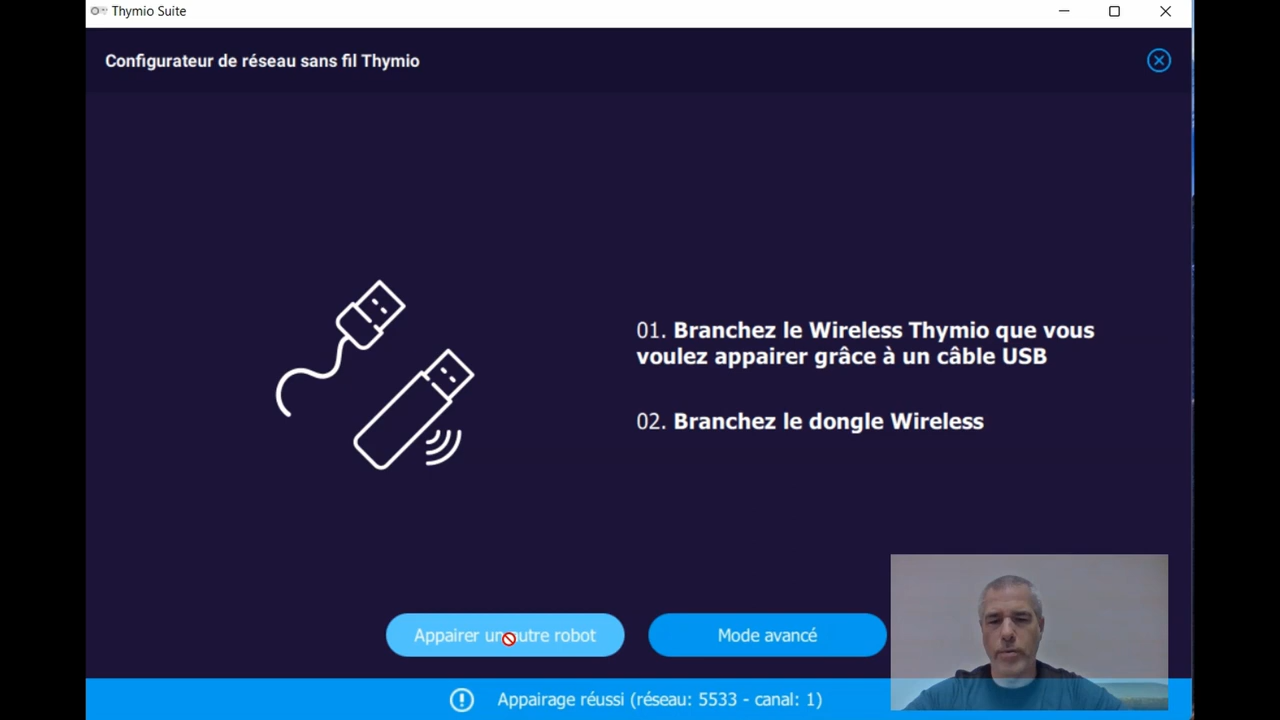 Thymio Suite
Configurateur de réseau sans fil Thymio
01. Branchez le Wireless Thymio que vous
voulez appairer grâce à un câble USB
02. Branchez le dongle Wireless
Appairer un autre robot
Mode avancé
Appairage réussi (réseau: 5533 - canal: 1)